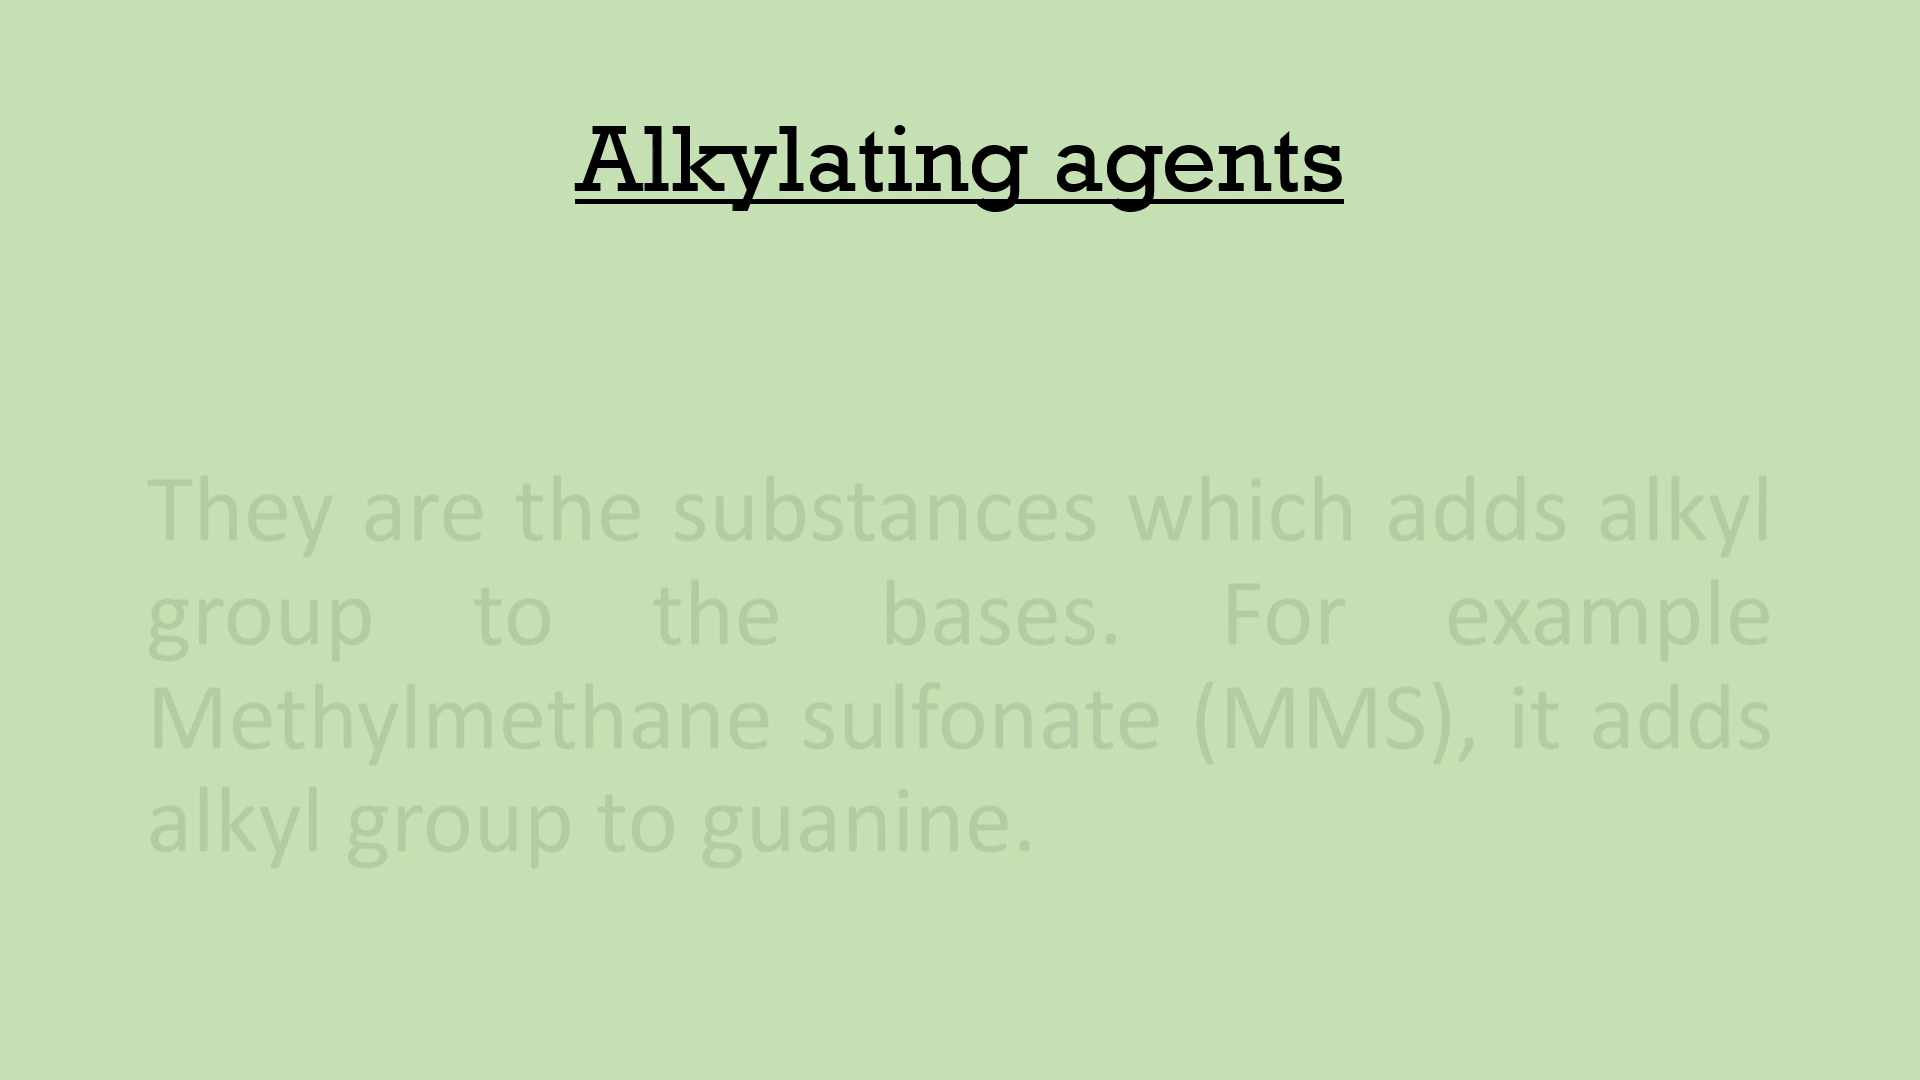 Alkylating agents
They are the substances which adds alkyl
group to the bases. For example
Methylmethane sulfonate (MMS), it adds
alkyl group to guanine.